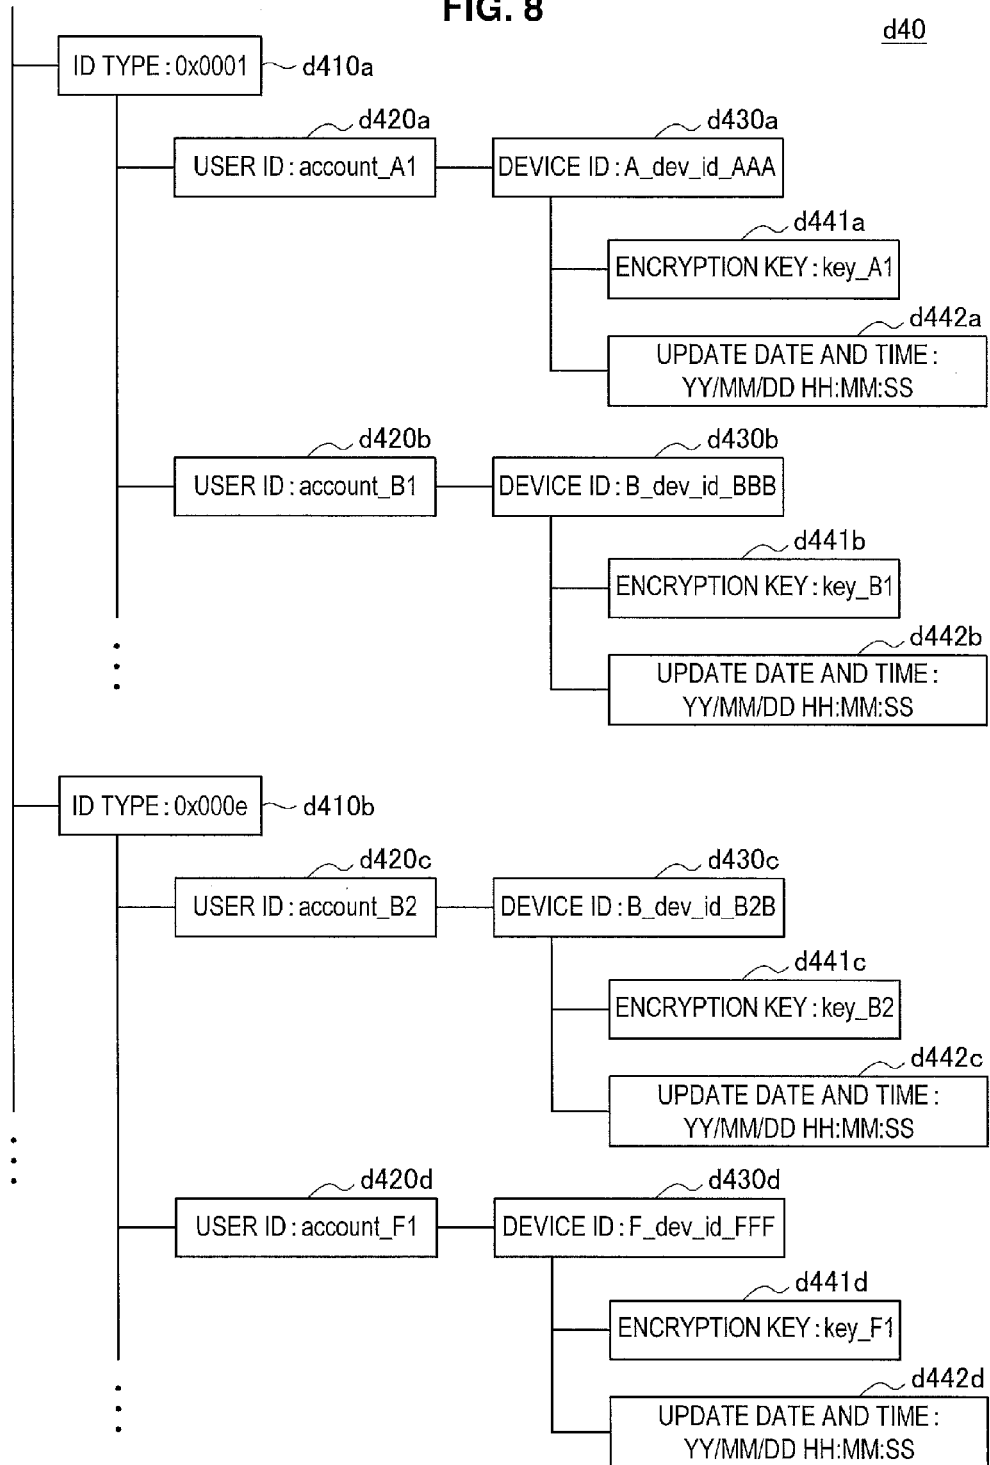 FIG. 8
d40
ID TYPE : 0x0001
d410a
d420a
d430a
USER ID : account_A1
DEVICE ID : A_dev_id_AAA
d441a
ENCRYPTION KEY : key_A1
d442a
UPDATE DATE AND TIME :
YY/MM/DD HH:MM:SS
d420b
d430b
USER ID : account_B1
DEVICE ID : B_dev_id_BBB
d441b
ENCRYPTION KEY : key_B1
d442b
UPDATE DATE AND TIME :
YY/MM/DD HH:MM:SS
ID TYPE : 0x000e
d410b
d420c
d430c
USER ID : account_B2
DEVICE ID : B_dev_id_B2B
d441c
ENCRYPTION KEY : key_B2
d442c
UPDATE DATE AND TIME :
YY/MM/DD HH:MM:SS
d420d
d430d
USER ID : account_F1
DEVICE ID : F_dev_id_FFF
d441d
ENCRYPTION KEY : key_F1
d442d
UPDATE DATE AND TIME :
YY/MM/DD HH:MM:SS